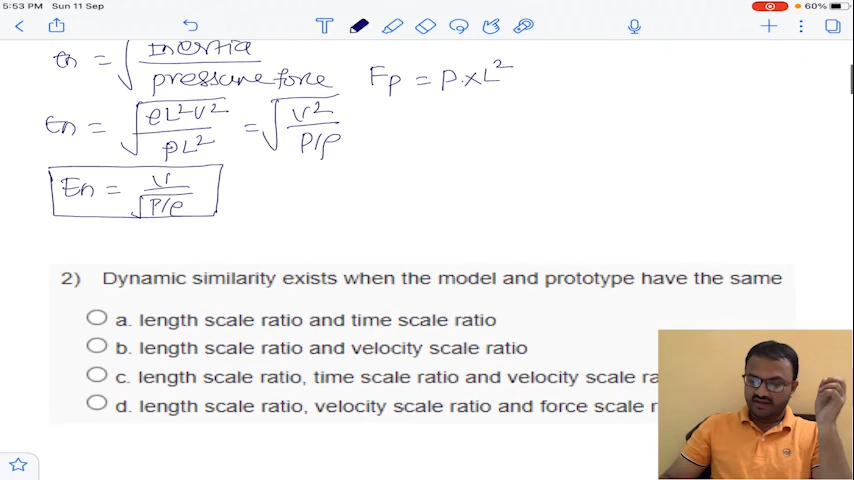 5:53 PM Sun 11 Sep 60%
En = √ Inertia / pressure force Fp = P.xL²
En = √ ρL²V² / pL² = √ V² / P/ρ
En = V / √P/ρ
2) Dynamic similarity exists when the model and prototype have the same
a. length scale ratio and time scale ratio
b. length scale ratio and velocity scale ratio
c. length scale ratio, time scale ratio and velocity scale ra
d. length scale ratio, velocity scale ratio and force scale r